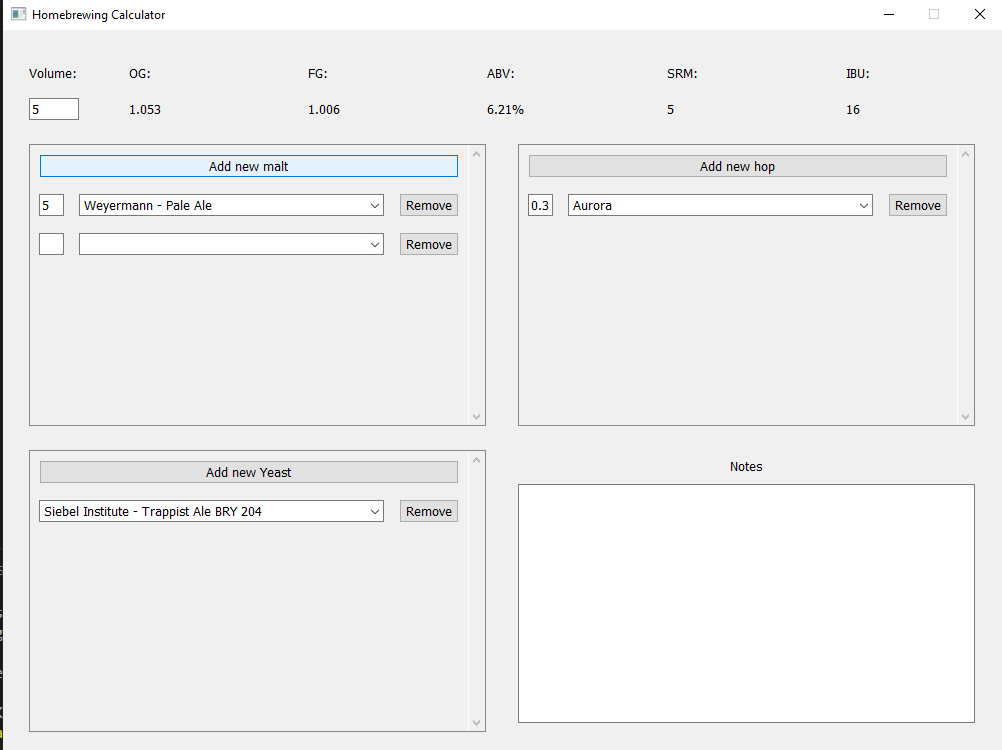 Homebrewing Calculator
Volume: OG: FG: ABV: SRM: IBU:
5 1.053 1.006 6.21% 5 16
Add new malt
5 Weyermann - Pale Ale Remove
Remove
Add new hop
0.3 Aurora Remove
Add new Yeast
Siebel Institute - Trappist Ale BRY 204 Remove
Notes